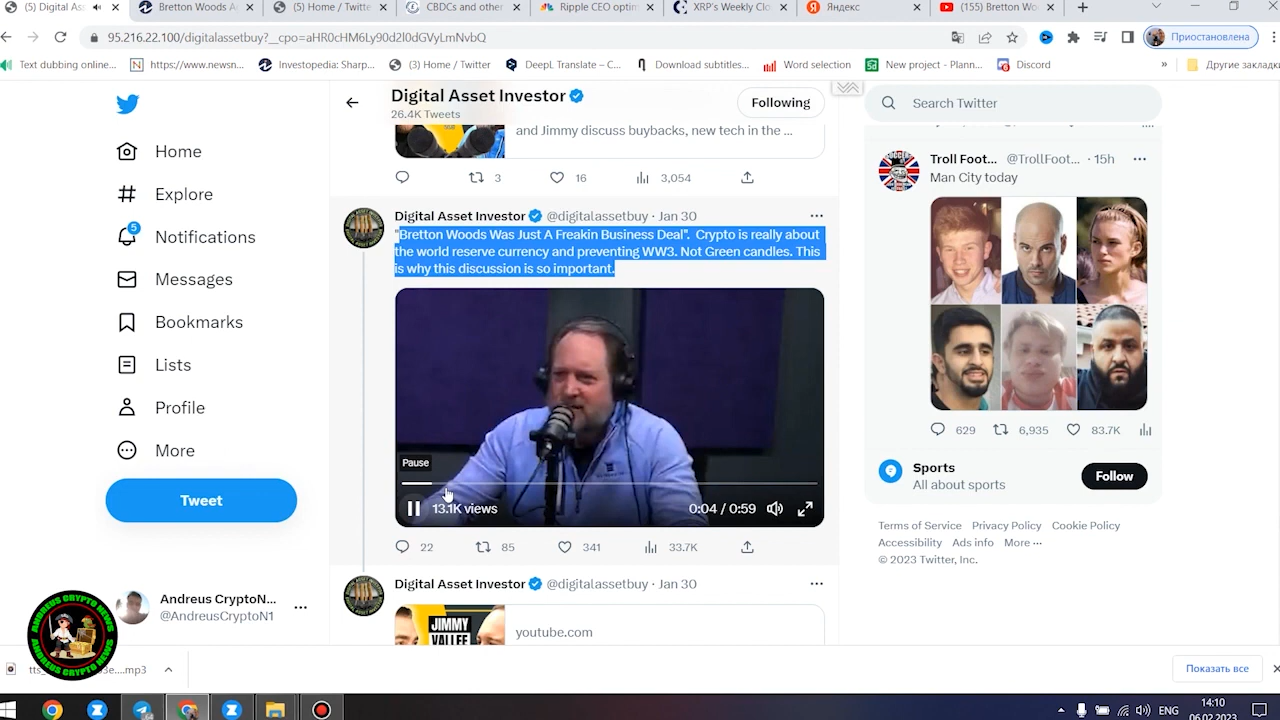 (5) Digital As
Bretton Woods A
(5) Home / Twitte
CBDCs and other
Ripple CEO optim
XRP's Weekly Clo
Яндекс
(155) Bretton Wo
95.216.22.100/digitalassetbuy?__cpo=aHR0cHM6Ly90d2l0dGVyLmNvbQ
Приостановлена
Text dubbing online...
https://www.newsn...
Investopedia: Sharp...
(3) Home / Twitter
DeepL Translate – C...
Download subtitles...
Word selection
New project - Plann...
Discord
»
Другие закладки
Home
Explore
5
Notifications
Messages
Bookmarks
Lists
Profile
More
Tweet
Andreus CryptoN...
@AndreusCryptoN1
ANDREUS CRYPTO NEWS
ANDREUS CRYPTO NEWS
Digital Asset Investor
26.4K Tweets
Following
and Jimmy discuss buybacks, new tech in the ...
3
16
3,054
Digital Asset Investor @digitalassetbuy · Jan 30
"Bretton Woods Was Just A Freakin Business Deal". Crypto is really about
the world reserve currency and preventing WW3. Not Green candles. This
is why this discussion is so important.
Pause
13.1K views
0:04 / 0:59
22
85
341
33.7K
Digital Asset Investor @digitalassetbuy · Jan 30
JIMMY
VALLEE
youtube.com
Search Twitter
Troll Foot... @TrollFoot... · 15h
Man City today
629
6,935
83.7K
Sports
All about sports
Follow
Terms of Service Privacy Policy Cookie Policy
Accessibility Ads info More ···
© 2023 Twitter, Inc.
Показать все
ENG
14:10
06.02.2023